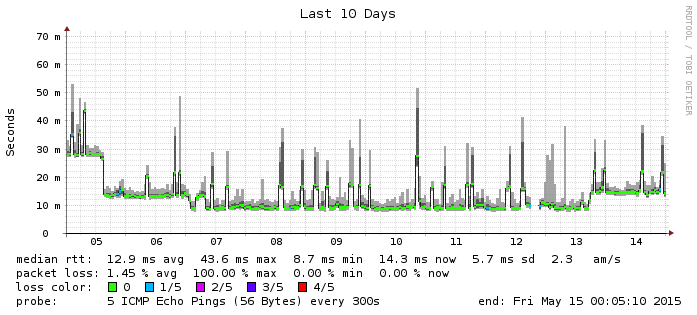 Last 10 Days
RRDTOOL / TOBI OETIKER
Seconds
70 m
60 m
50 m
40 m
30 m
20 m
10 m
0
05 06 07 08 09 10 11 12 13 14
median rtt: 12.9 ms avg 43.6 ms max 8.7 ms min 14.3 ms now 5.7 ms sd 2.3 am/s
packet loss: 1.45 % avg 100.00 % max 0.00 % min 0.00 % now
loss color: 0 1/5 2/5 3/5 4/5
probe: 5 ICMP Echo Pings (56 Bytes) every 300s end: Fri May 15 00:05:10 2015